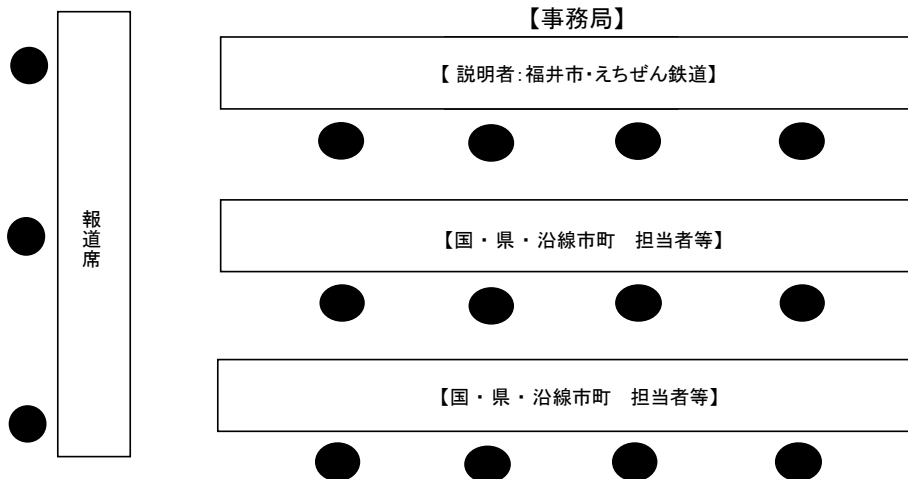 【事務局】
【 説明者：福井市・えちぜん鉄道】
報道席
【国・県・沿線市町　担当者等】
【国・県・沿線市町　担当者等】